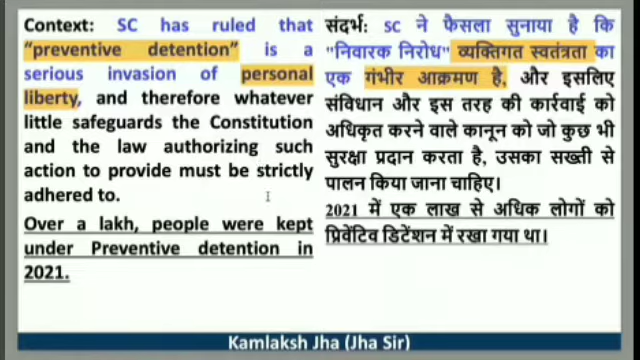 Context: SC has ruled that
“preventive detention” is a
serious invasion of personal
liberty, and therefore whatever
little safeguards the Constitution
and the law authorizing such
action to provide must be strictly
adhered to.
Over a lakh, people were kept
under Preventive detention in
2021.
संदर्भ: SC ने फैसला सुनाया है कि
"निवारक निरोध" व्यक्तिगत स्वतंत्रता का
एक गंभीर आक्रमण है, और इसलिए
संविधान और इस तरह की कार्रवाई को
अधिकृत करने वाले कानून को जो कुछ भी
सुरक्षा प्रदान करता है, उसका सख्ती से
पालन किया जाना चाहिए।
2021 में एक लाख से अधिक लोगों को
प्रिवेंटिव डिटेंशन में रखा गया था।
Kamlaksh Jha (Jha Sir)